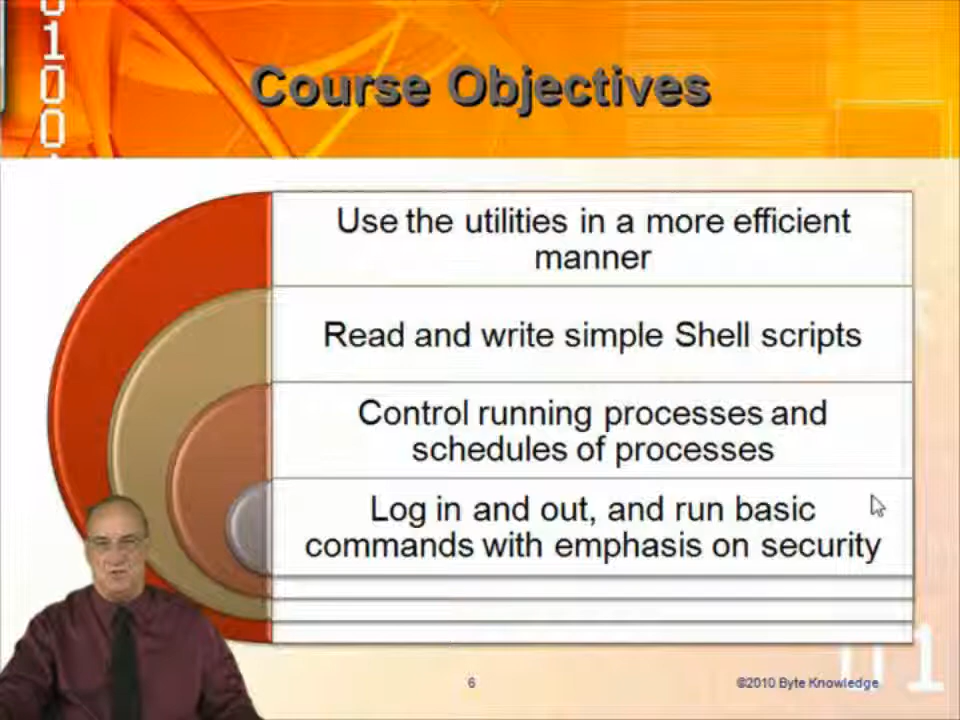 Course Objectives
Use the utilities in a more efficient
manner
Read and write simple Shell scripts
Control running processes and
schedules of processes
Log in and out, and run basic
commands with emphasis on security
6
©2010 Byte Knowledge